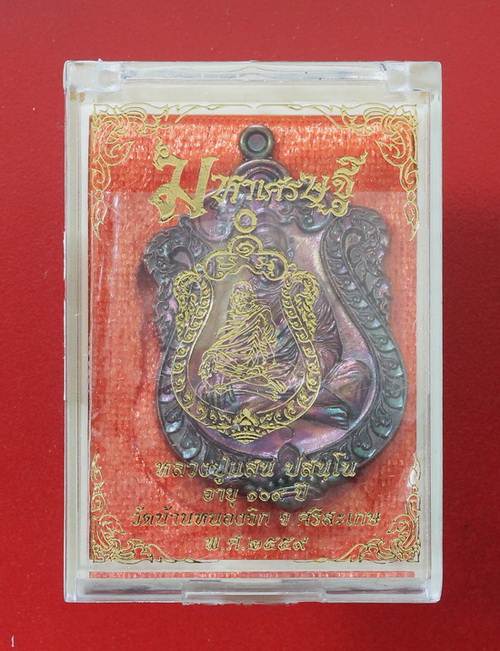 มหาเศรษฐี
หลวงปู่แสน ปสนฺโน
อายุ ๑๐๙ ปี
วัดบ้านหนองจิก จ ศรีสะเกษ
พ.ศ.๒๕๕๙